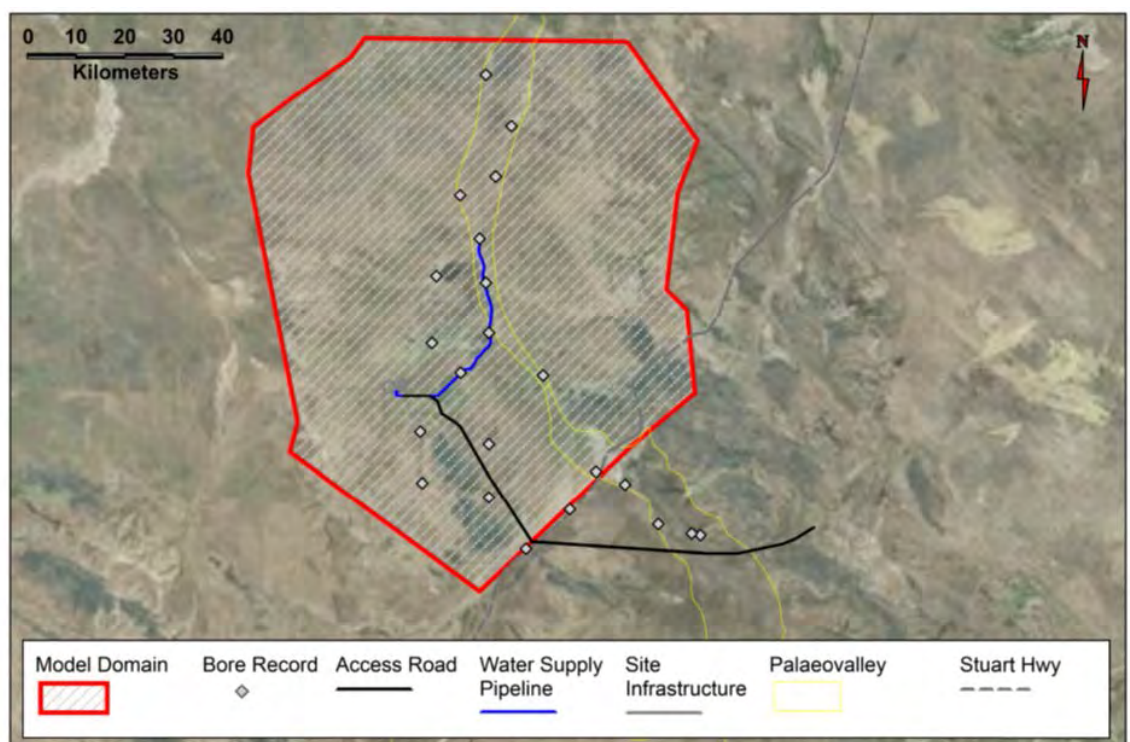 0 10 20 30 40
Kilometers
N
Model Domain Bore Record Access Road Water Supply Pipeline Site Infrastructure Palaeovalley Stuart Hwy